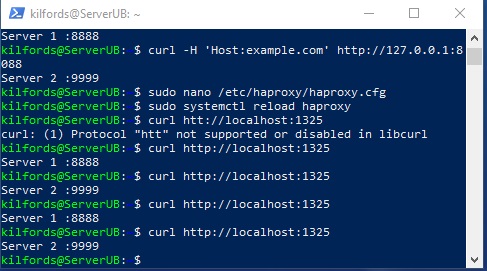 kilfords@ServerUB: ~
Server 1 :8888
kilfords@ServerUB: $ curl -H 'Host:example.com' http://127.0.0.1:8
088
Server 2 :9999
kilfords@ServerUB: $ sudo nano /etc/haproxy/haproxy.cfg
kilfords@ServerUB: $ sudo systemctl reload haproxy
kilfords@ServerUB: $ curl htt://localhost:1325
curl: (1) Protocol "htt" not supported or disabled in libcurl
kilfords@ServerUB: $ curl http://localhost:1325
Server 1 :8888
kilfords@ServerUB: $ curl http://localhost:1325
Server 2 :9999
kilfords@ServerUB: $ curl http://localhost:1325
Server 1 :8888
kilfords@ServerUB: $ curl http://localhost:1325
Server 2 :9999
kilfords@ServerUB: $